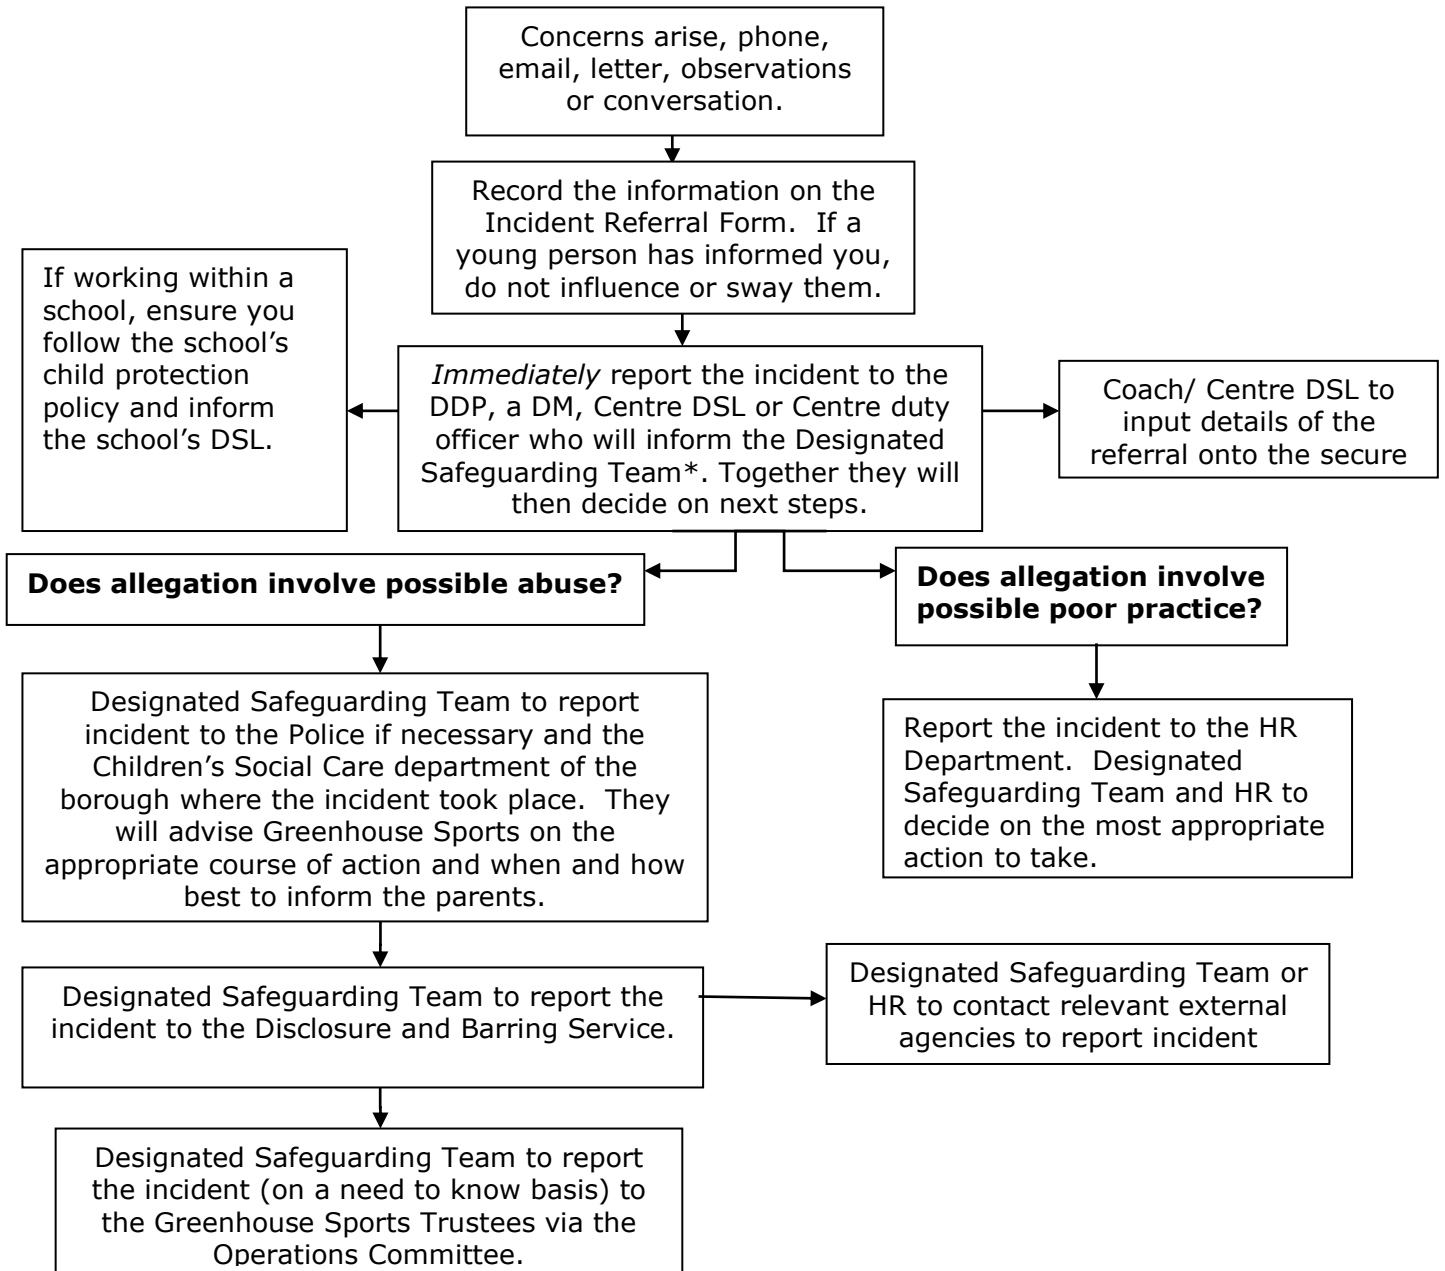 Concerns arise, phone,
email, letter, observations
or conversation.
Record the information on the
Incident Referral Form.  If a
young person has informed you,
do not influence or sway them.
If working within a
school, ensure you
follow the school’s
child protection
policy and inform
the school’s DSL.
Immediately report the incident to the
DDP, a DM, Centre DSL or Centre duty
officer who will inform the Designated
Safeguarding Team*. Together they will
then decide on next steps.
Coach/ Centre DSL to
input details of the
referral onto the secure
Does allegation involve possible abuse?
Does allegation involve
possible poor practice?
Designated Safeguarding Team to report
incident to the Police if necessary and the
Children’s Social Care department of the
borough where the incident took place.  They
will advise Greenhouse Sports on the
appropriate course of action and when and how
best to inform the parents.
Report the incident to the HR
Department.  Designated
Safeguarding Team and HR to
decide on the most appropriate
action to take.
Designated Safeguarding Team to report the
incident to the Disclosure and Barring Service.
Designated Safeguarding Team or
HR to contact relevant external
agencies to report incident
Designated Safeguarding Team to report
the incident (on a need to know basis) to
the Greenhouse Sports Trustees via the
Operations Committee.